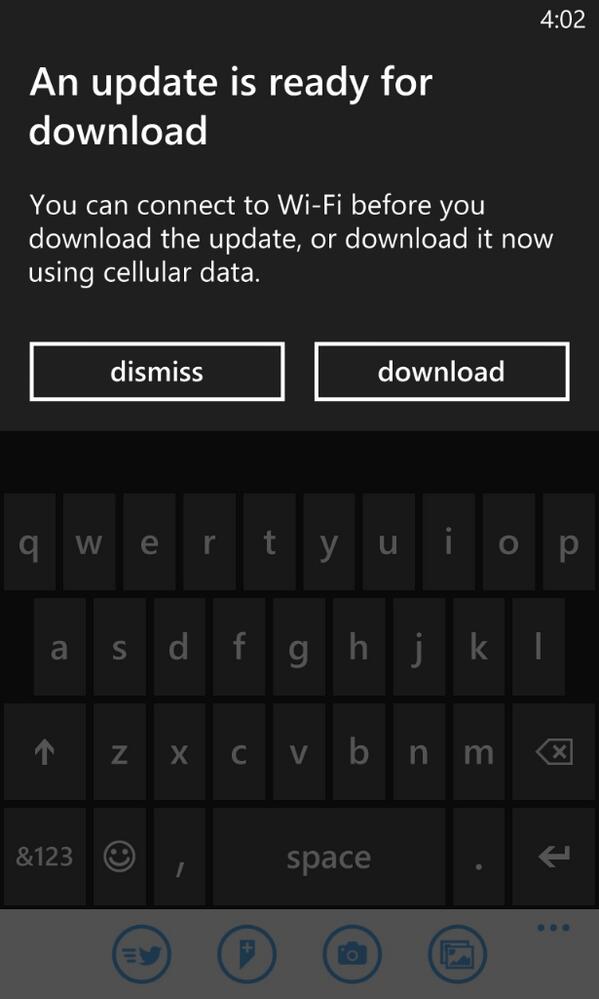 4:02
An update is ready for
download
You can connect to Wi-Fi before you
download the update, or download it now
using cellular data.
dismiss download
q w e r t y u i o p
a s d f g h j k l
z x c v b n m
&123 , space .